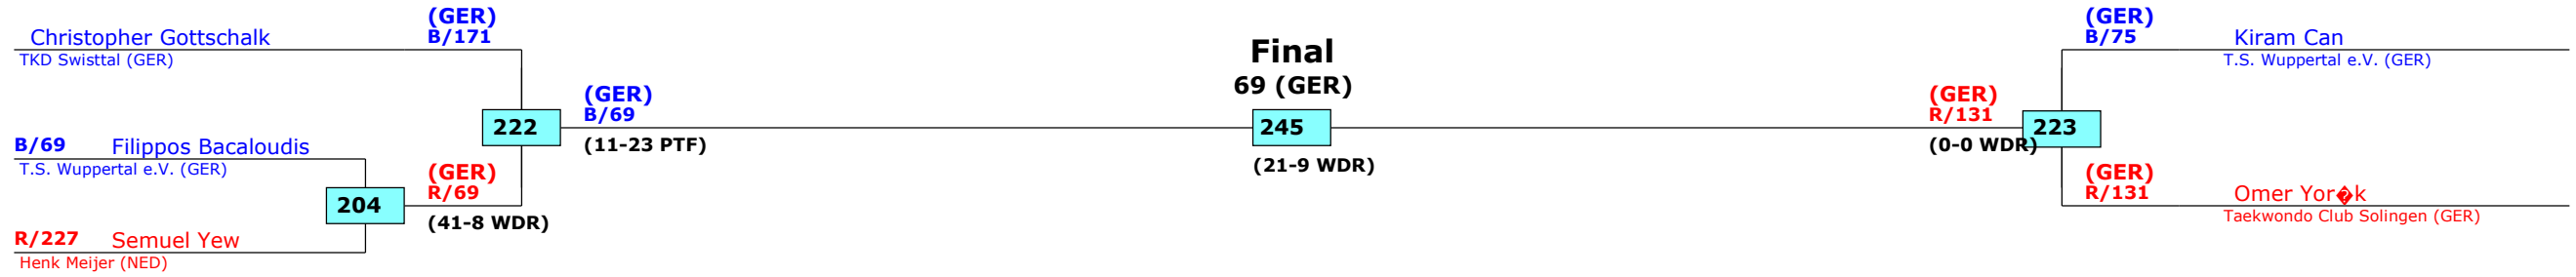 (GER)
B/171
Christopher Gottschalk
TKD Swisttal (GER)
B/69
Filippos Bacaloudis
T.S. Wuppertal e.V. (GER)
R/227
Semuel Yew
Henk Meijer (NED)
204
(GER)
R/69
(41-8 WDR)
222
(GER)
B/69
(11-23 PTF)
Final
69 (GER)
245
(21-9 WDR)
(GER)
R/131
(0-0 WDR)
223
(GER)
B/75
Kiram Can
T.S. Wuppertal e.V. (GER)
(GER)
R/131
Omer Yor�k
Taekwondo Club Solingen (GER)